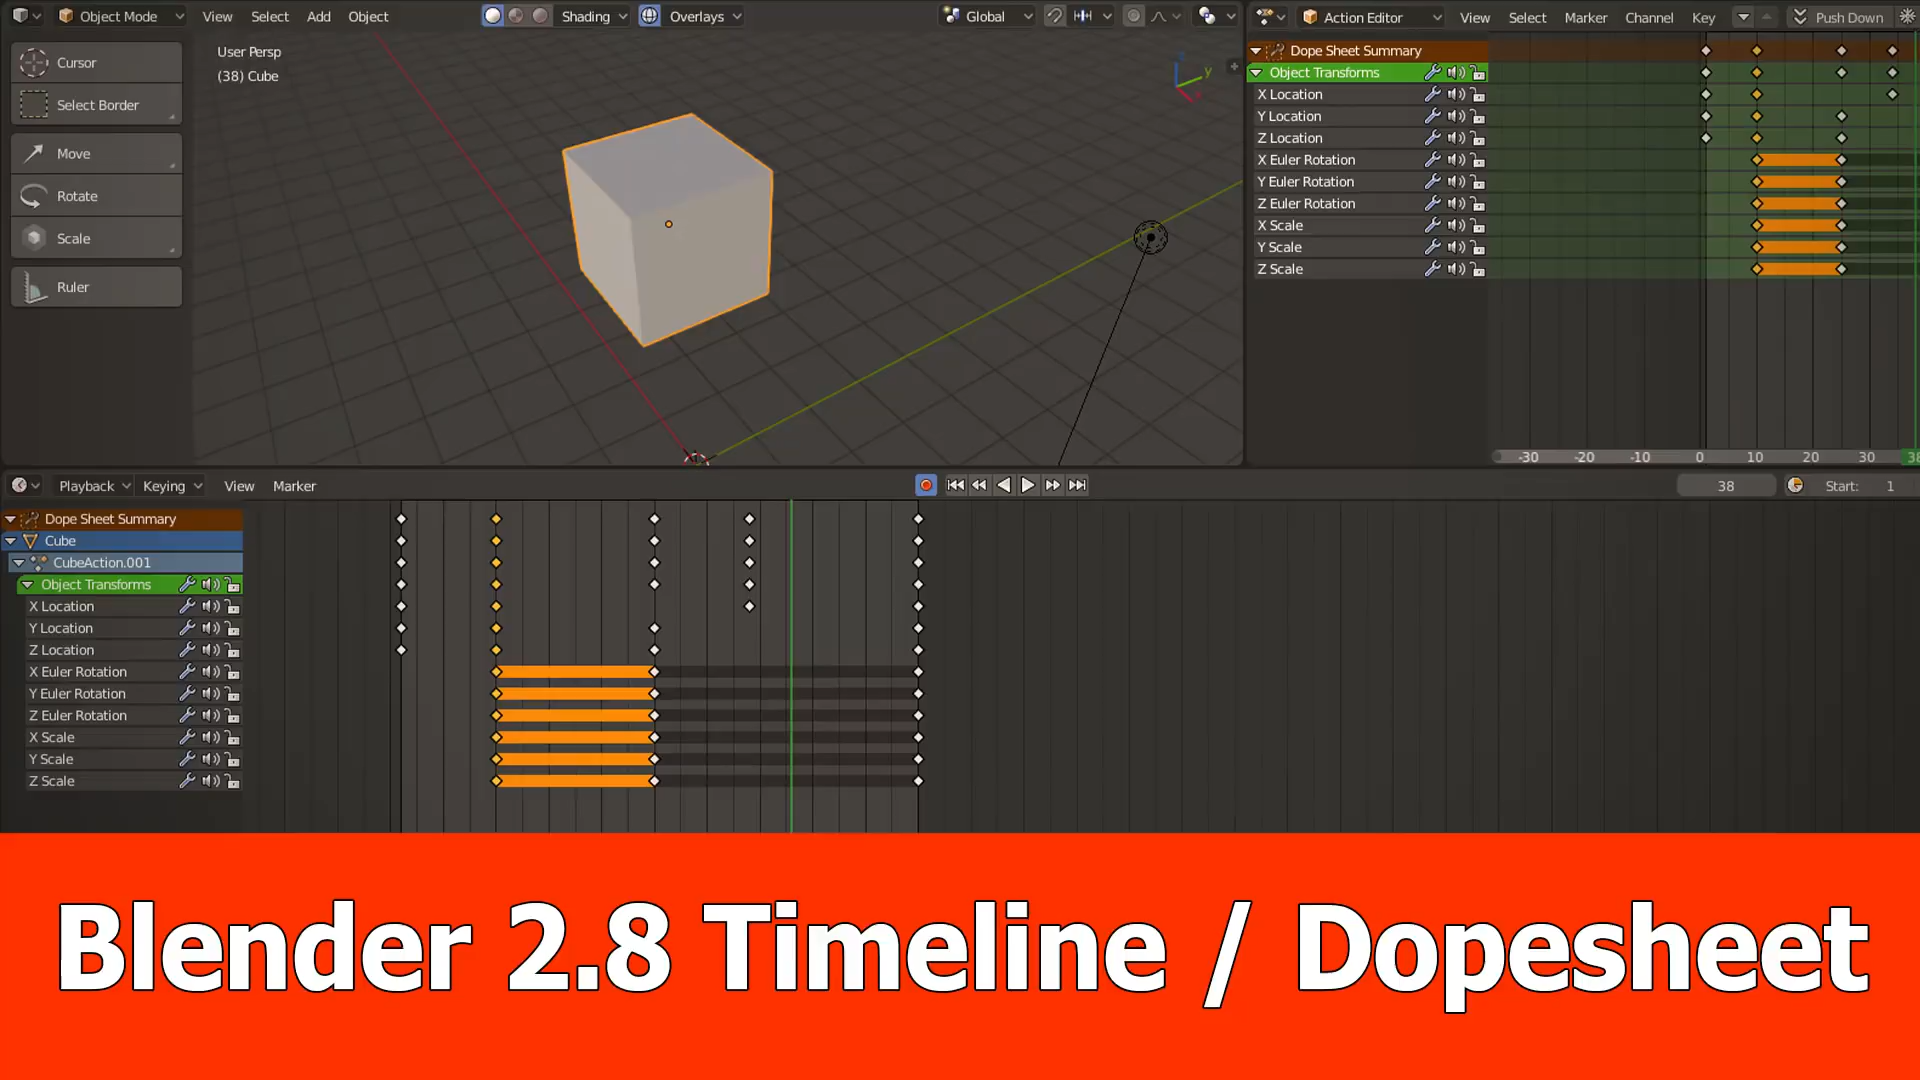 Object Mode View Select Add Object Shading Overlays Global
Action Editor View Select Marker Channel Key Push Down
User Persp
(38) Cube
Cursor
Select Border
Move
Rotate
Scale
Ruler
z
y
x
Dope Sheet Summary
Object Transforms
X Location
Y Location
Z Location
X Euler Rotation
Y Euler Rotation
Z Euler Rotation
X Scale
Y Scale
Z Scale
-30 -20 -10 0 10 20 30 38
Playback Keying View Marker 38 Start: 1
Dope Sheet Summary
Cube
CubeAction.001
Object Transforms
X Location
Y Location
Z Location
X Euler Rotation
Y Euler Rotation
Z Euler Rotation
X Scale
Y Scale
Z Scale
Blender 2.8 Timeline / Dopesheet